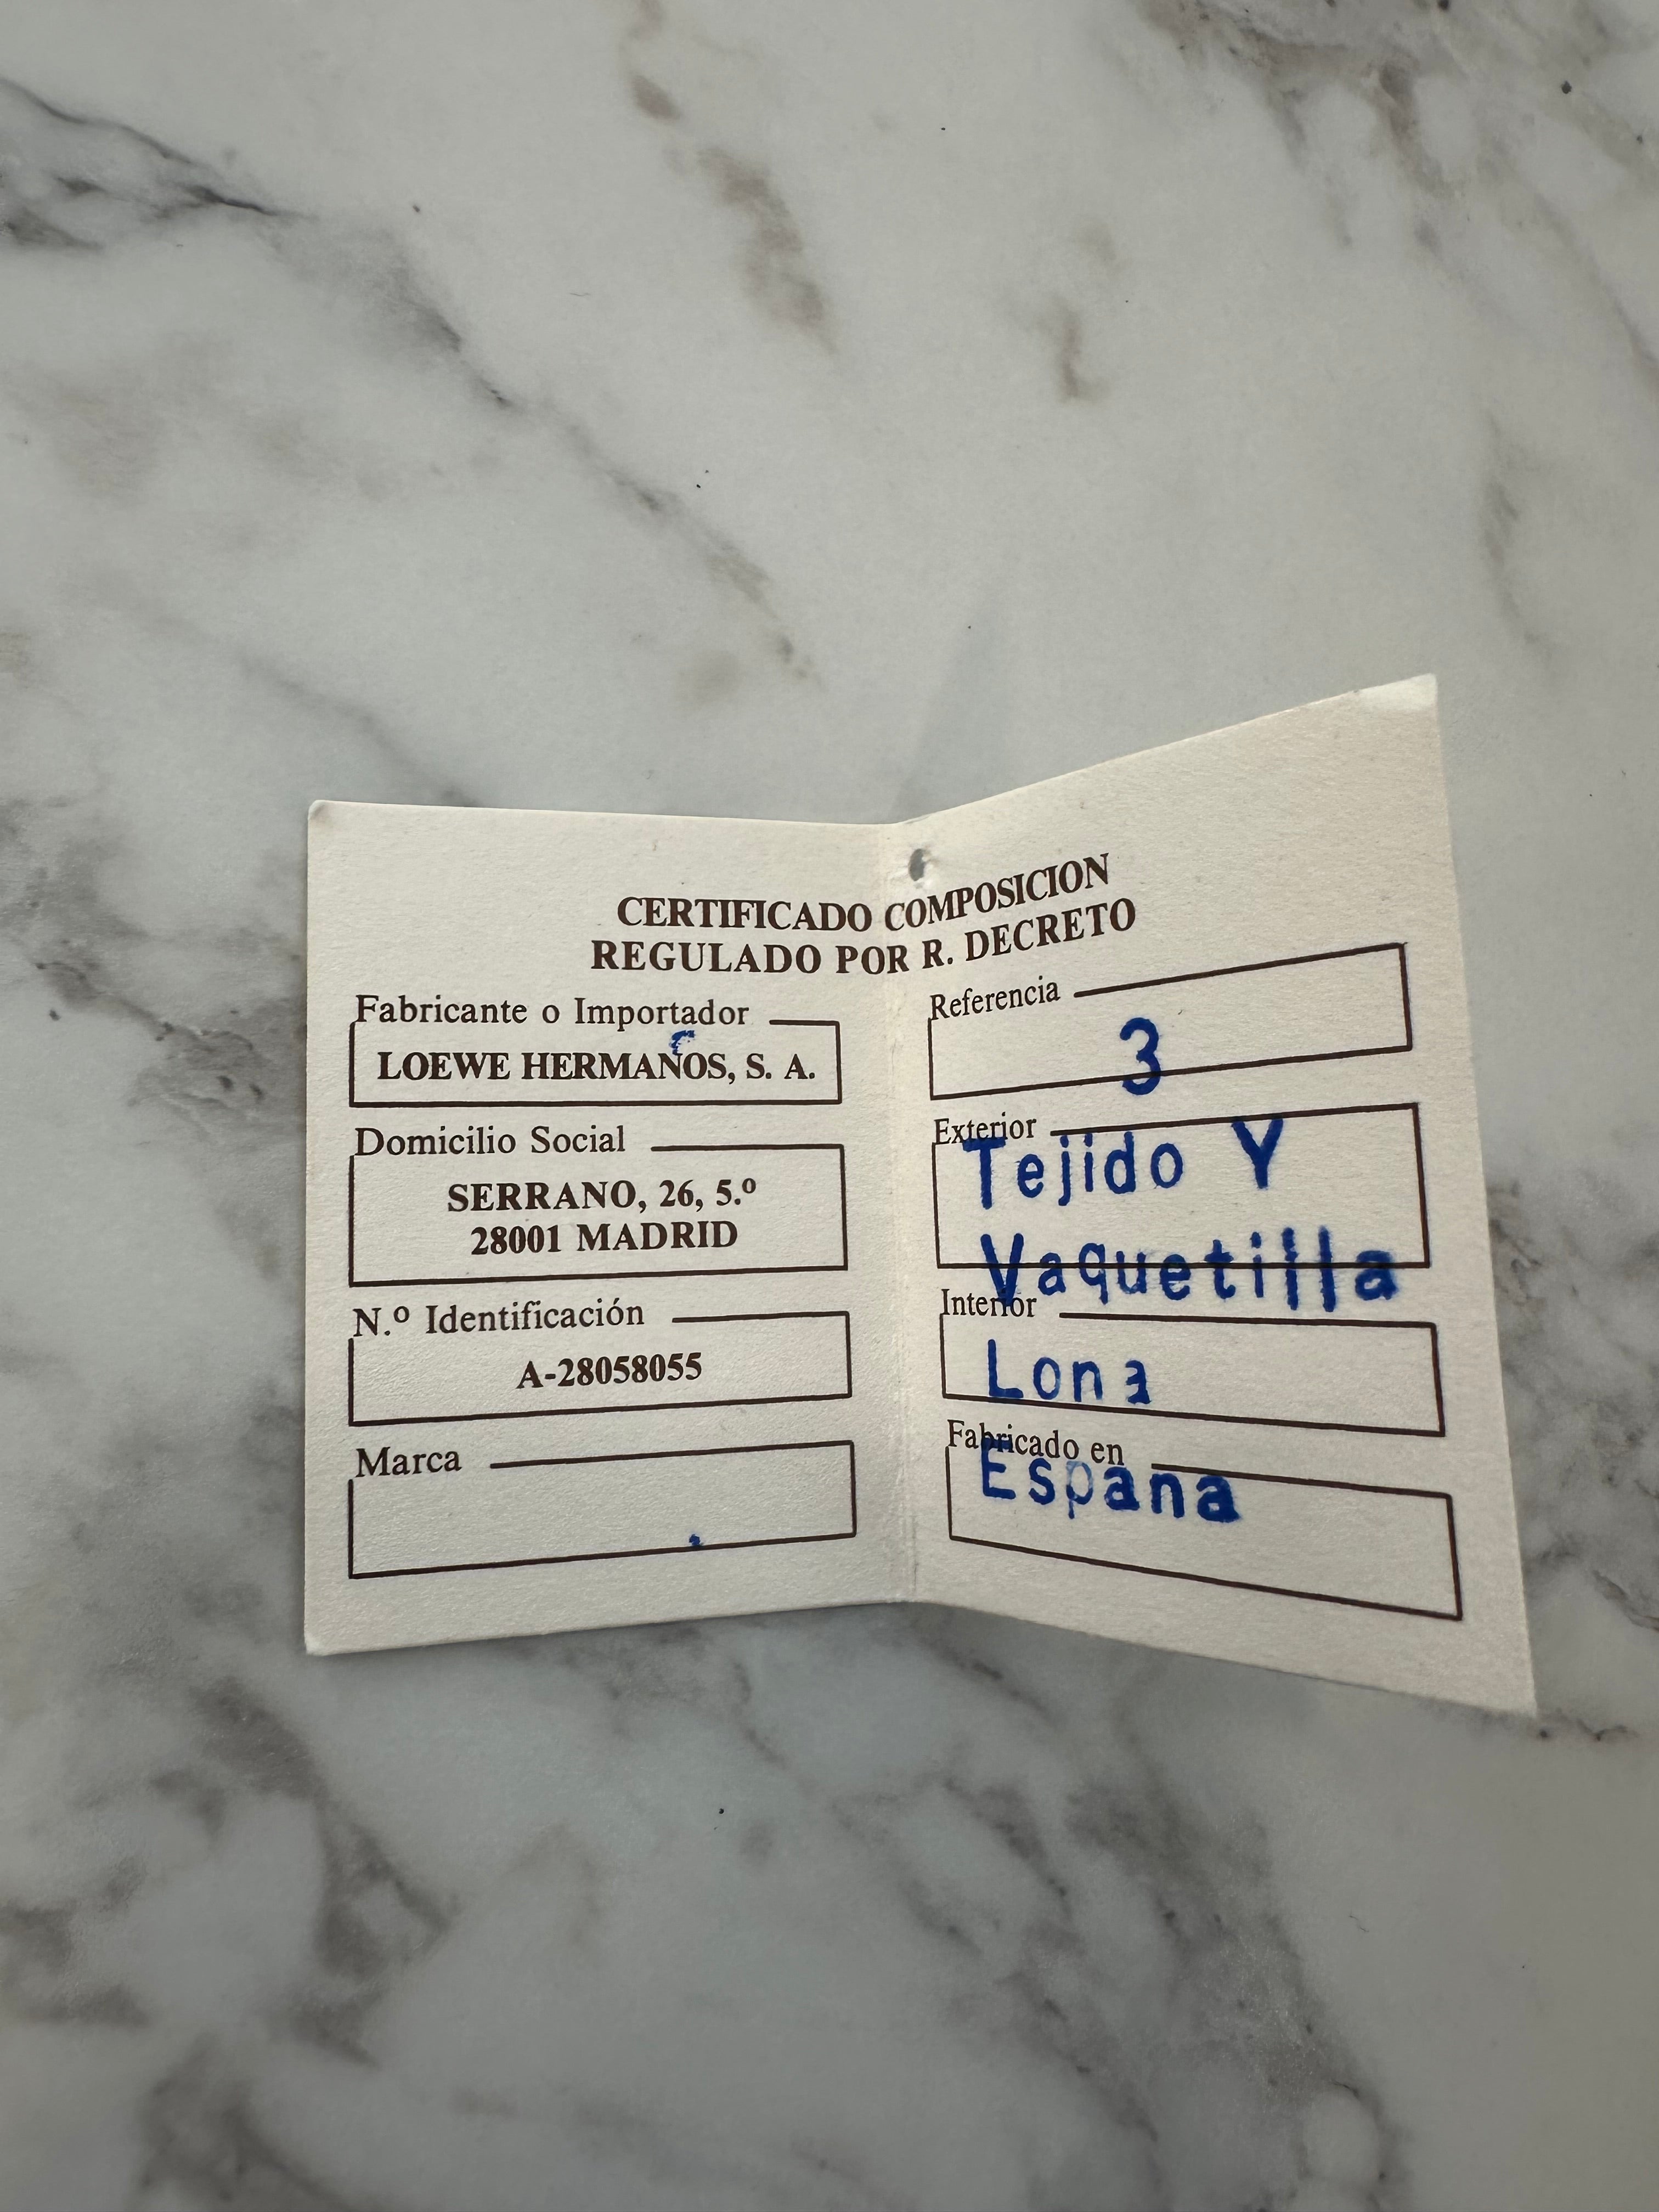 CERTIFICADO COMPOSICION
REGULADO POR R. DECRETO
Fabricante o Importador
LOEWE HERMANOS, S. A.
Domicilio Social
SERRANO, 26, 5.º
28001 MADRID
N.º Identificación
A-28058055
Marca
Referencia
3
Exterior
Tejido Y
Vaquetilla
Interior
Lona
Fabricado en
Espana